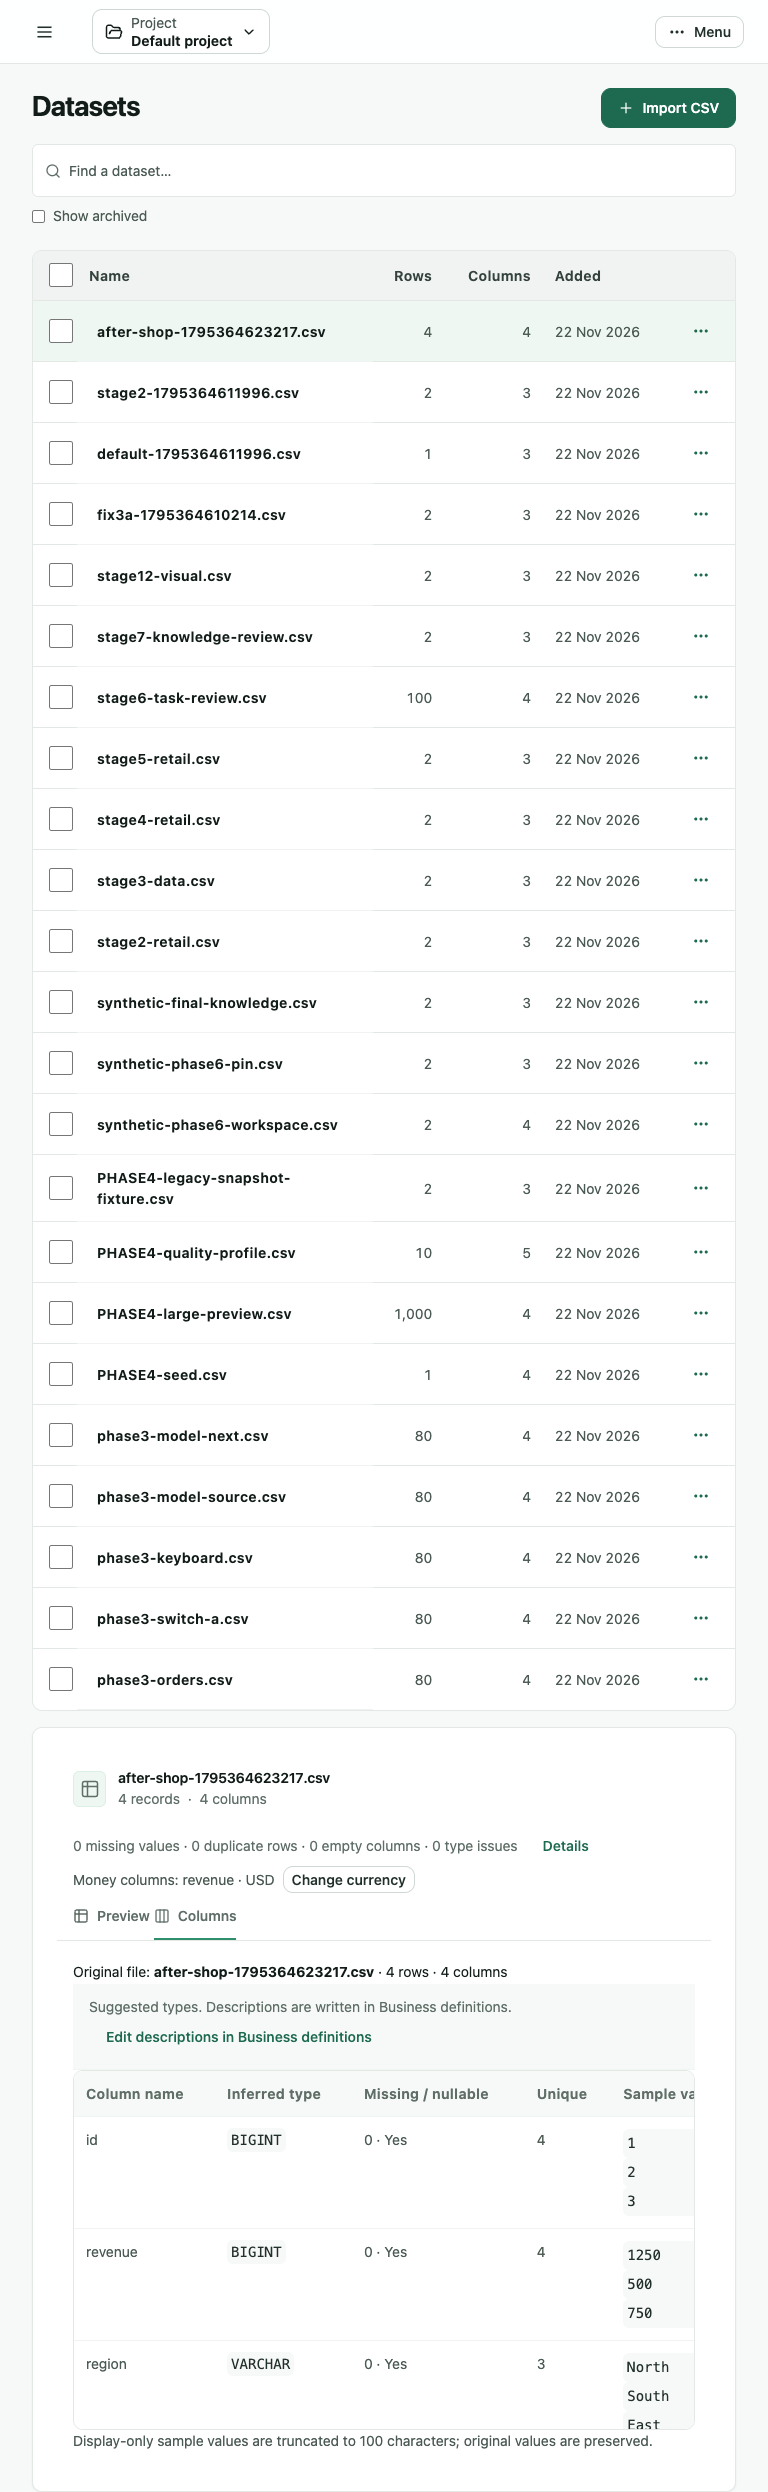 Project
Default project
Menu
Datasets
Import CSV
Find a dataset...
Show archived
Name Rows Columns Added
after-shop-1795364623217.csv 4 4 22 Nov 2026
stage2-1795364611996.csv 2 3 22 Nov 2026
default-1795364611996.csv 1 3 22 Nov 2026
fix3a-1795364610214.csv 2 3 22 Nov 2026
stage12-visual.csv 2 3 22 Nov 2026
stage7-knowledge-review.csv 2 3 22 Nov 2026
stage6-task-review.csv 100 4 22 Nov 2026
stage5-retail.csv 2 3 22 Nov 2026
stage4-retail.csv 2 3 22 Nov 2026
stage3-data.csv 2 3 22 Nov 2026
stage2-retail.csv 2 3 22 Nov 2026
synthetic-final-knowledge.csv 2 3 22 Nov 2026
synthetic-phase6-pin.csv 2 3 22 Nov 2026
synthetic-phase6-workspace.csv 2 4 22 Nov 2026
PHASE4-legacy-snapshot-
fixture.csv 2 3 22 Nov 2026
PHASE4-quality-profile.csv 10 5 22 Nov 2026
PHASE4-large-preview.csv 1,000 4 22 Nov 2026
PHASE4-seed.csv 1 4 22 Nov 2026
phase3-model-next.csv 80 4 22 Nov 2026
phase3-model-source.csv 80 4 22 Nov 2026
phase3-keyboard.csv 80 4 22 Nov 2026
phase3-switch-a.csv 80 4 22 Nov 2026
phase3-orders.csv 80 4 22 Nov 2026
after-shop-1795364623217.csv
4 records · 4 columns
0 missing values · 0 duplicate rows · 0 empty columns · 0 type issues Details
Money columns: revenue · USD Change currency
Preview Columns
Original file: after-shop-1795364623217.csv · 4 rows · 4 columns
Suggested types. Descriptions are written in Business definitions.
Edit descriptions in Business definitions
Column name Inferred type Missing / nullable Unique Sample va
id BIGINT 0 · Yes 4 1
2
3
revenue BIGINT 0 · Yes 4 1250
500
750
region VARCHAR 0 · Yes 3 North
South
East
Display-only sample values are truncated to 100 characters; original values are preserved.